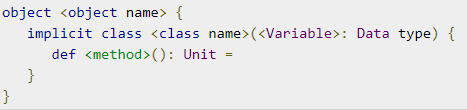 object <object name> {
implicit class <class name>(<Variable>: Data type) {
def <method>(): Unit =
}
}